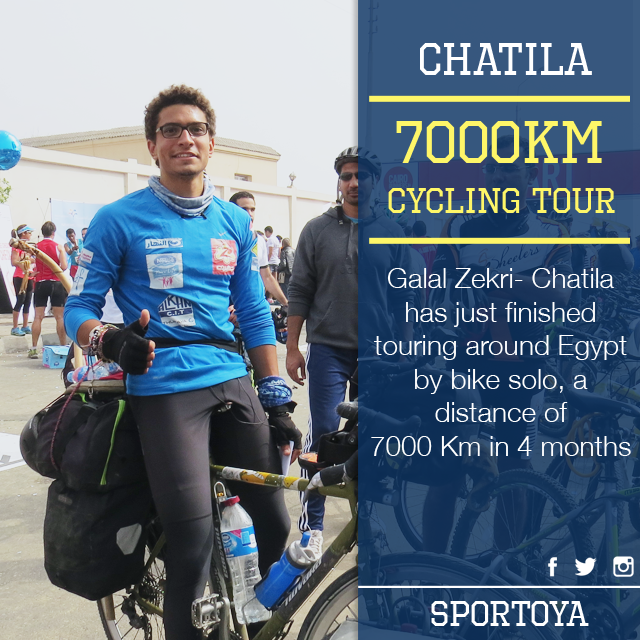 CHATILA
7000KM
CYCLING TOUR
Galal Zekri- Chatila
has just finished
touring around Egypt
by bike solo, a
distance of
7000 Km in 4 months
SPORTOYA